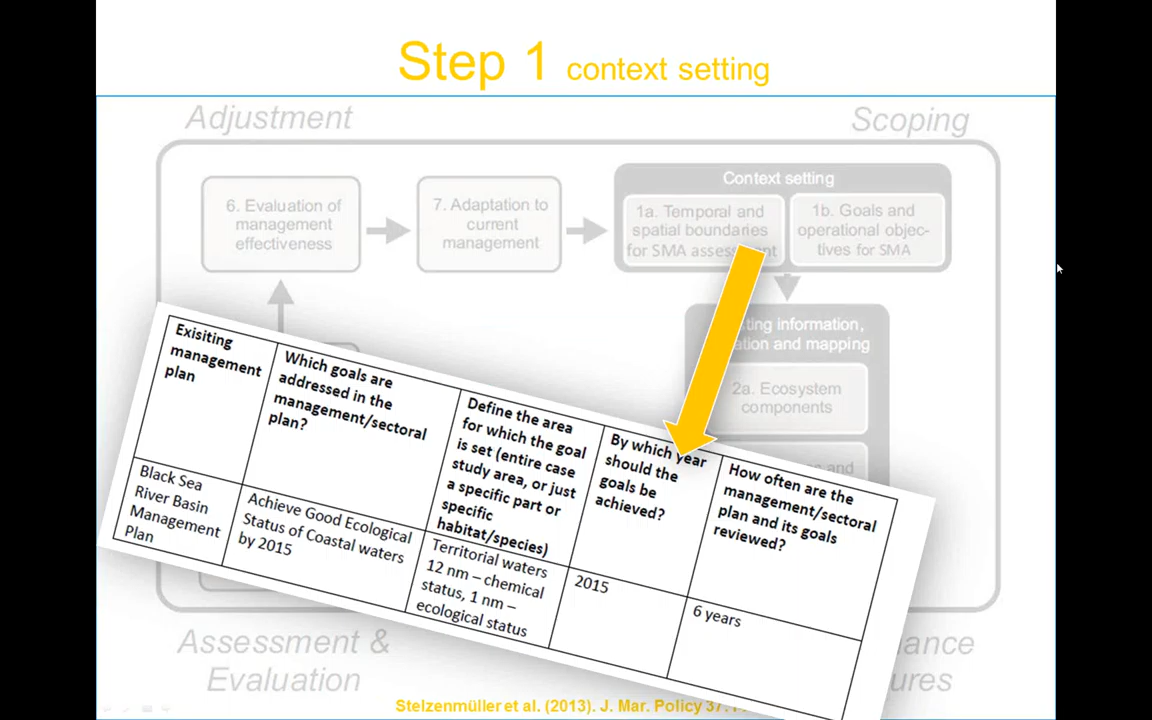 Step 1 context setting
Adjustment
Scoping
6. Evaluation of
management
effectiveness
7. Adaptation to
current
management
Context setting
1a. Temporal and
spatial boundaries
for SMA
1b. Goals and
operational objec-
tives for SMA
information,
and mapping
2a. Ecosystem
components
and
Exisiting
management
plan
Which goals are
addressed in the
management/sectoral
plan?
Define the area
for which the goal
is set (entire case
study area, or just
a specific part or
specific
habitat/species)
By which year
should the
goals be
achieved?
How often are the
management/sectoral
plan and its goals
reviewed?
Black Sea
River Basin
Management
Plan
Achieve Good Ecological
Status of Coastal waters
by 2015
Territorial waters
12 nm – chemical
status, 1 nm –
ecological status
2015
6 years
Assessment &
Evaluation
Stelzenmüller et al. (2013). J. Mar. Policy 37